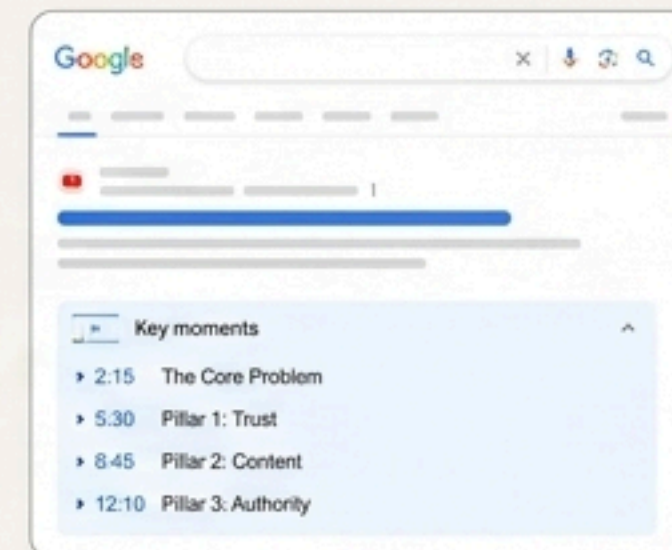 Google
Key moments
2:15 The Core Problem
5:30 Pillar 1: Trust
8:45 Pillar 2: Content
12:10 Pillar 3: Authority